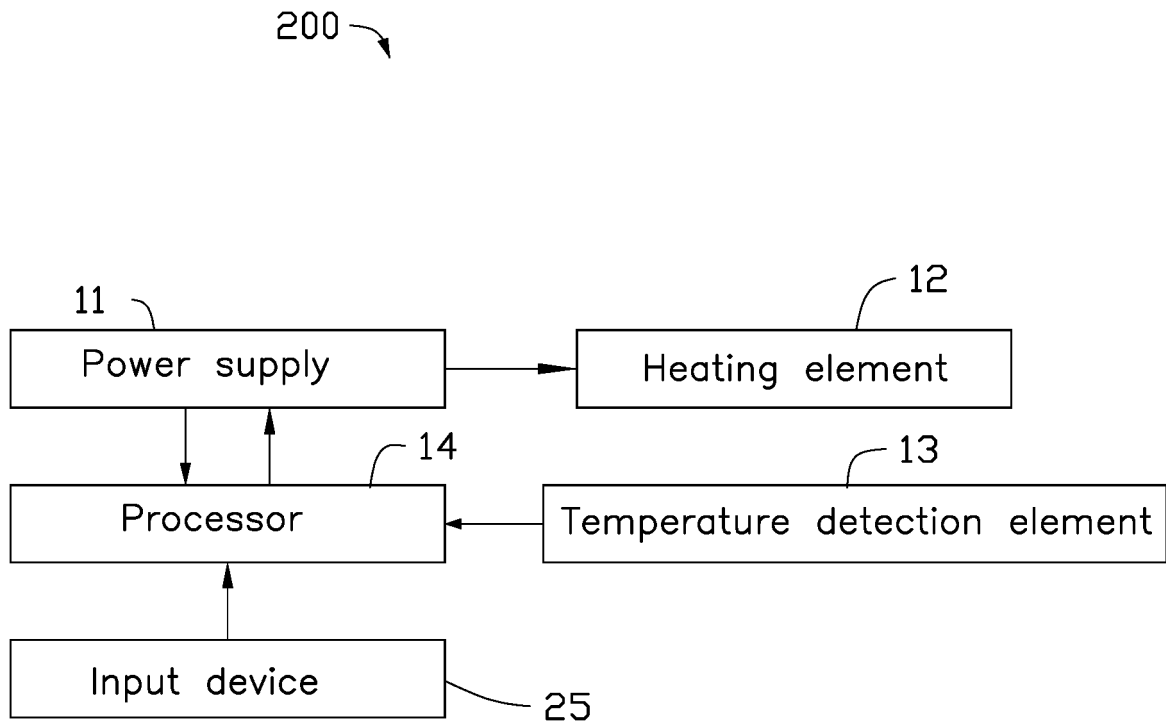 200
11
12
Power supply
Heating element
14
13
Processor
Temperature detection element
Input device
25